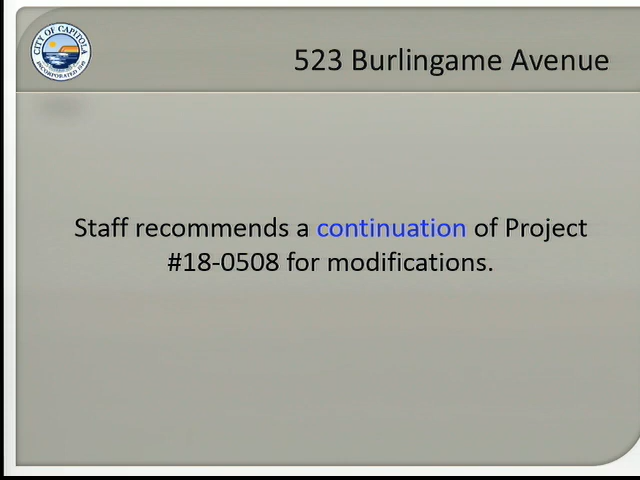 CITY OF CAPITOLA
INCORPORATED 1949
523 Burlingame Avenue
Staff recommends a continuation of Project
#18-0508 for modifications.